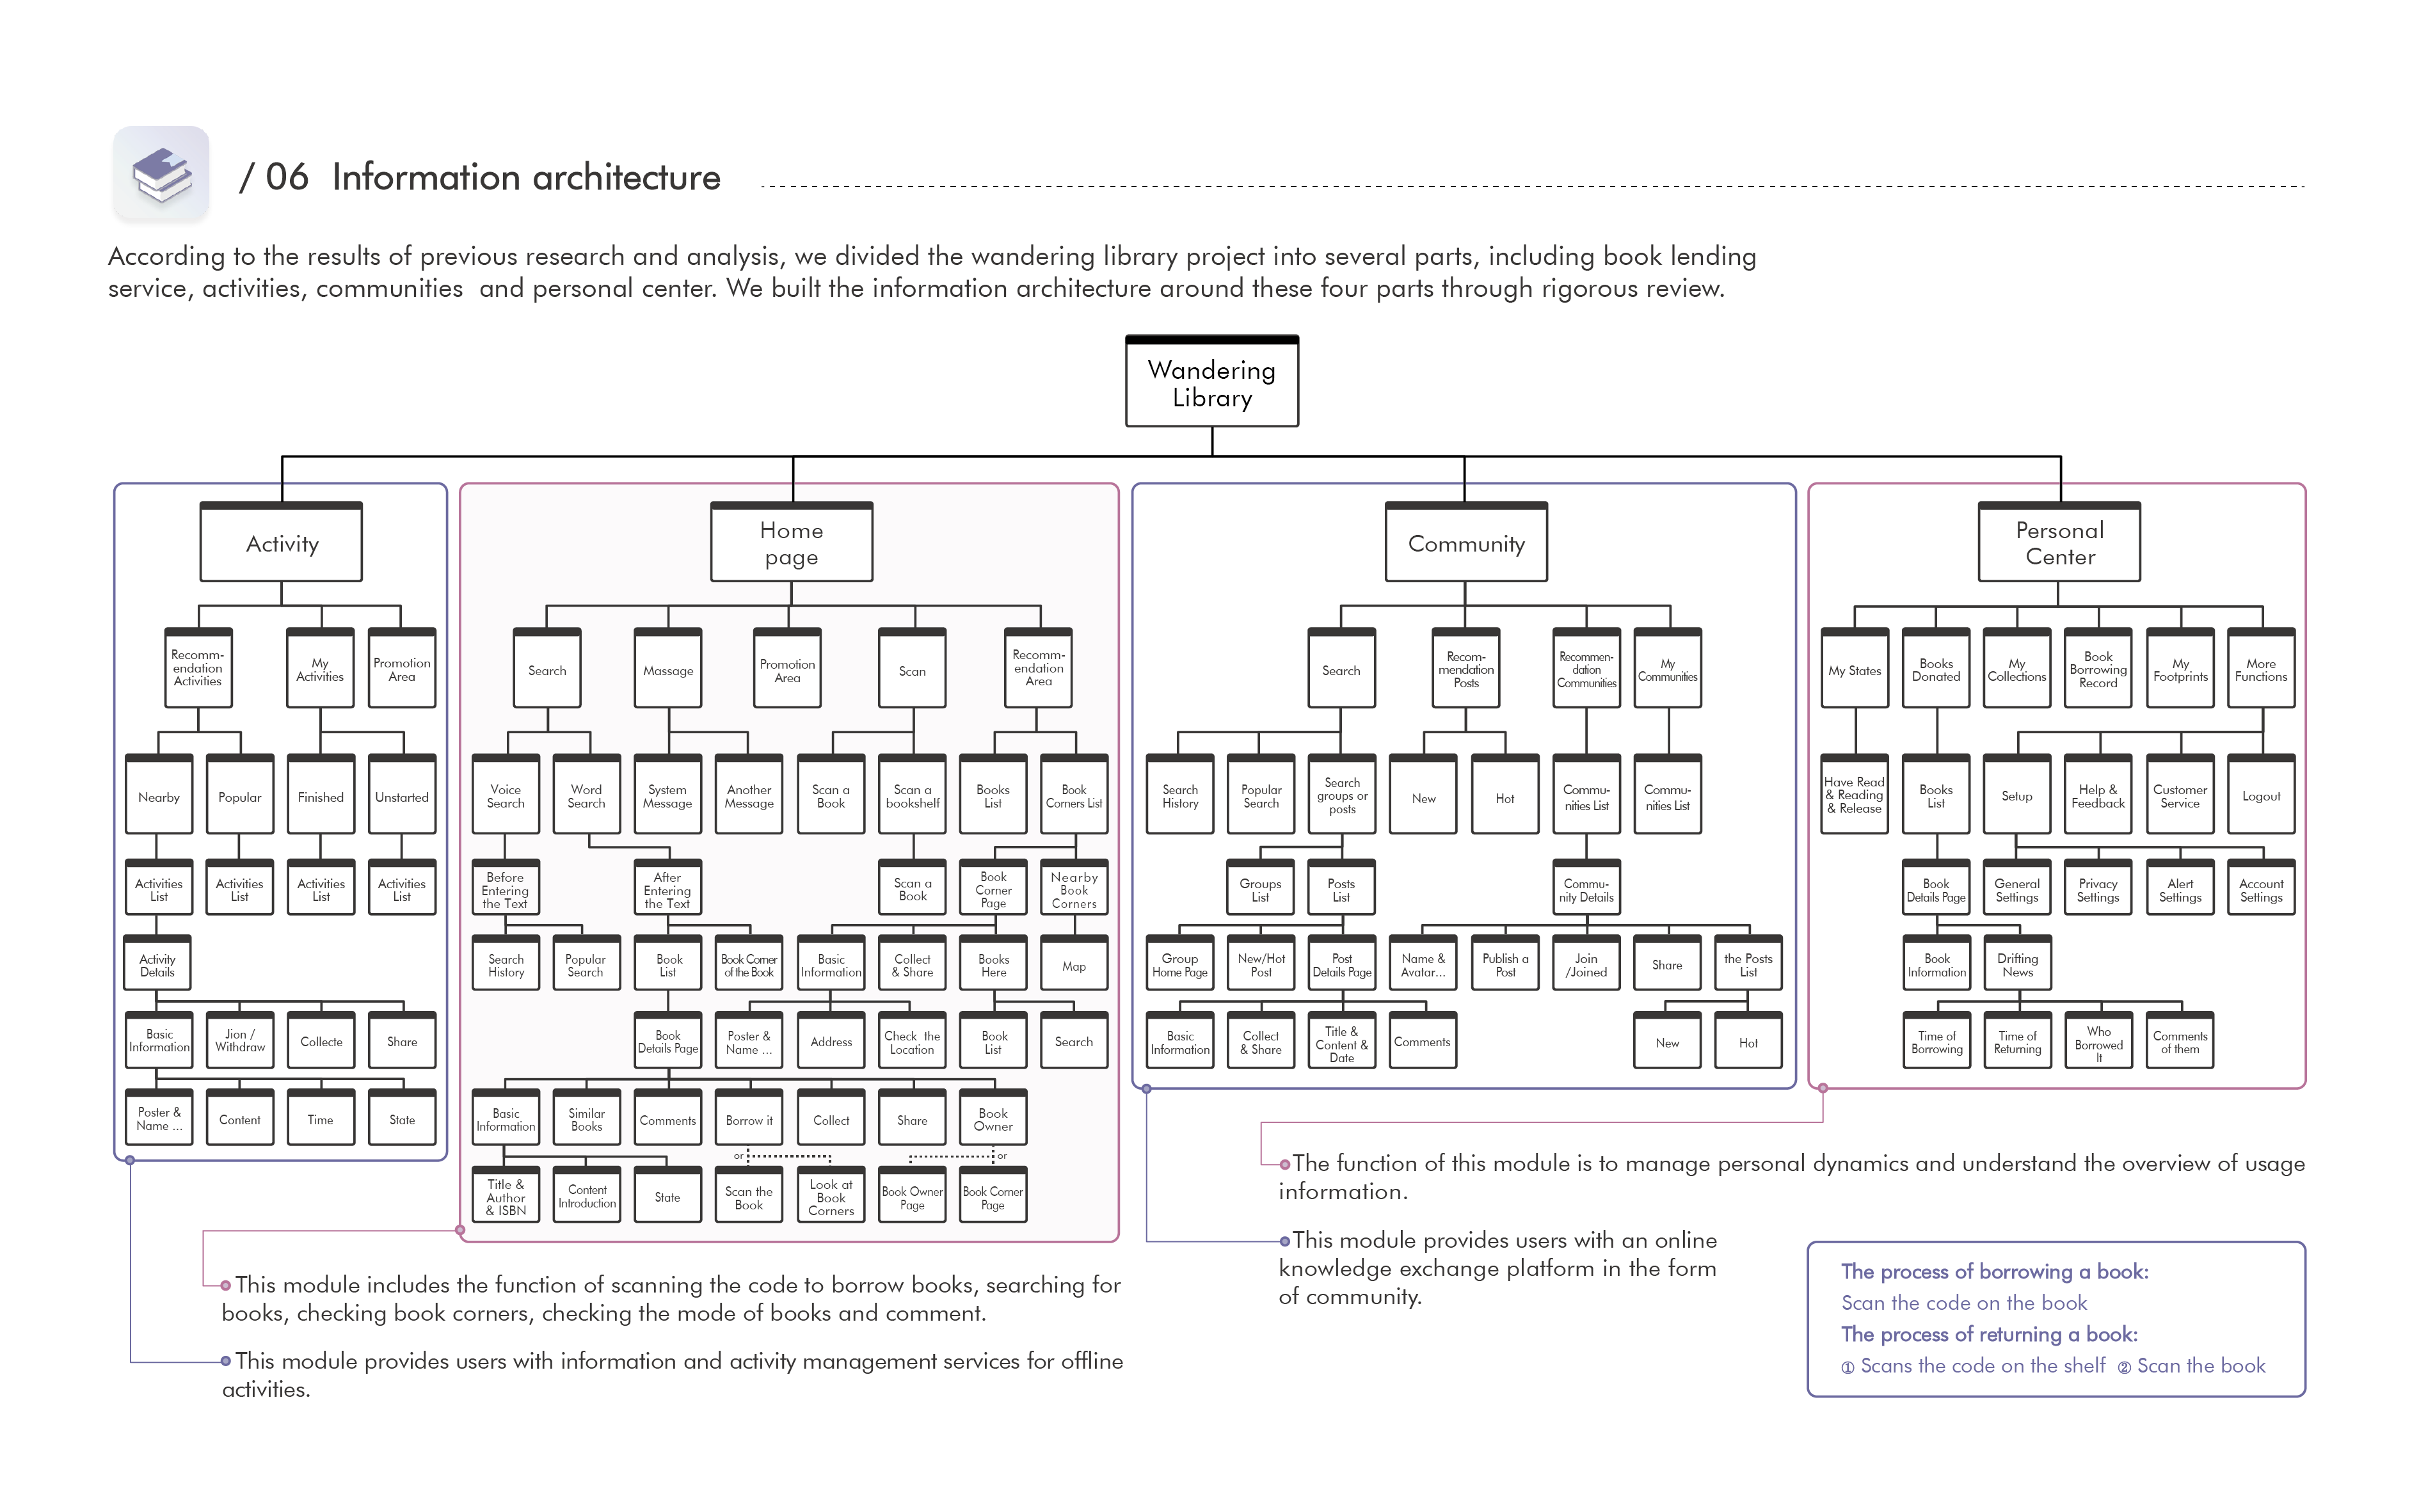 / 06 Information architecture
According to the results of previous research and analysis, we divided the wandering library project into several parts, including book lending
service, activities, communities and personal center. We built the information architecture around these four parts through rigorous review.
Wandering
Library
Activity
Recomm-
endation
Activities
My
Activities
Promotion
Area
Nearby
Popular
Finished
Unstarted
Activities
List
Activities
List
Activities
List
Activities
List
Activity
Details
Basic
Information
Jion /
Withdraw
Collecte
Share
Poster &
Name ...
Content
Time
State
Home
page
Search
Massage
Promotion
Area
Scan
Recomm-
endation
Area
Voice
Search
Word
Search
System
Message
Another
Message
Scan a
Book
Scan a
bookshelf
Books
List
Book
Corners List
Before
Entering
the Text
After
Entering
the Text
Scan a
Book
Book
Corner
Page
Nearby
Book
Corners
Search
History
Popular
Search
Book
List
Book Corner
of the Book
Basic
Information
Collect
& Share
Books
Here
Map
Book
Details Page
Poster &
Name ...
Address
Check the
Location
Book
List
Search
Basic
Information
Similar
Books
Comments
Borrow it
Collect
Share
Book
Owner
or
or
Title &
Author
& ISBN
Content
Introduction
State
Scan the
Book
Look at
Book
Corners
Book Owner
Page
Book Corner
Page
Community
Search
Recom-
mendation
Posts
Recommen-
dation
Communities
My
Communities
Search
History
Popular
Search
Search
groups or
posts
New
Hot
Commu-
nities List
Commu-
nities List
Groups
List
Posts
List
Commu-
nity Details
Group
Home Page
New/Hot
Post
Post
Details Page
Name &
Avatar...
Publish a
Post
Join
/Joined
Share
the Posts
List
Basic
Information
Collect
& Share
Title &
Content &
Date
Comments
New
Hot
Personal
Center
My States
Books
Donated
My
Collections
Book
Borrowing
Record
My
Footprints
More
Functions
Have Read
& Reading
& Release
Books
List
Setup
Help &
Feedback
Customer
Service
Logout
Book
Details Page
General
Settings
Privacy
Settings
Alert
Settings
Account
Settings
Book
Information
Drifting
News
Time of
Borrowing
Time of
Returning
Who
Borrowed
It
Comments
of them
The function of this module is to manage personal dynamics and understand the overview of usage
information.
This module provides users with an online
knowledge exchange platform in the form
of community.
This module includes the function of scanning the code to borrow books, searching for
books, checking book corners, checking the mode of books and comment.
This module provides users with information and activity management services for offline
activities.
The process of borrowing a book:
Scan the code on the book
The process of returning a book:
① Scans the code on the shelf ② Scan the book